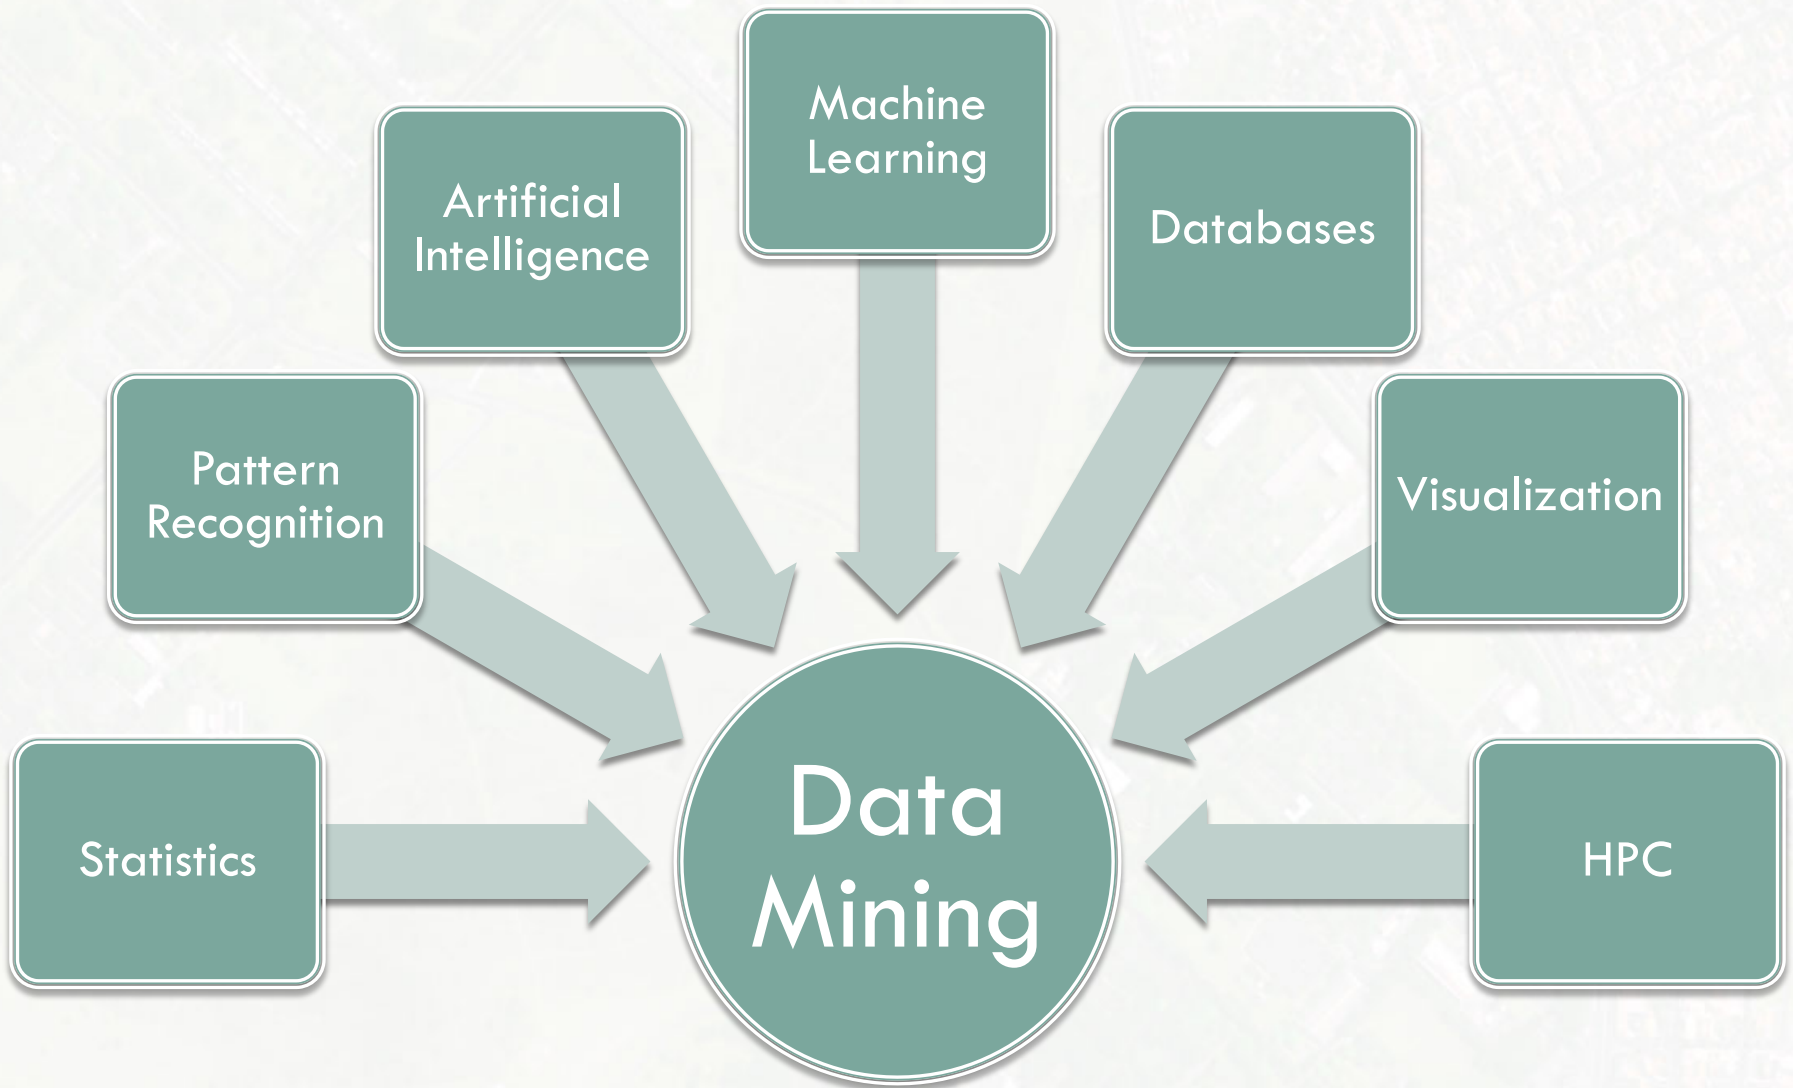 Machine
Learning
Artificial
Intelligence
Databases
Pattern
Recognition
Visualization
Statistics
HPC
Data
Mining